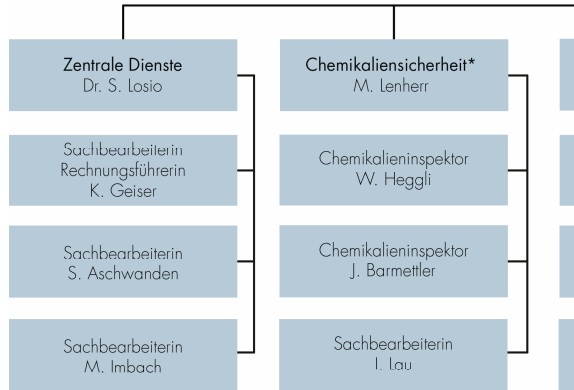 Zentrale Dienste
Dr. S. Losio
Sachbearbeiterin
Rechnungsführerin
K. Geiser
Sachbearbeiterin
S. Aschwanden
Sachbearbeiterin
M. Imbach
Chemikaliensicherheit*
M. Lenherr
Chemikalieninspektor
W. Heggli
Chemikalieninspektor
J. Barmettler
Sachbearbeiterin
I. Lau